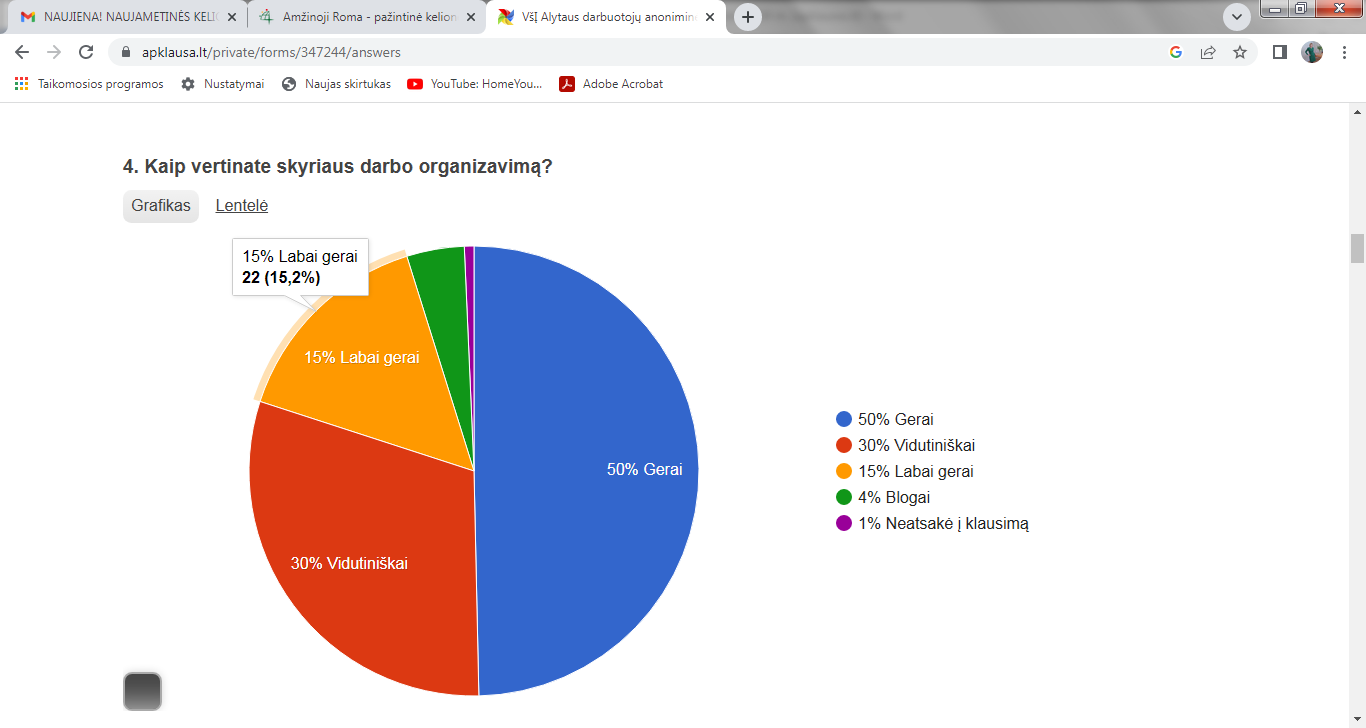 NAUJIENA! NAUJAMETINĖS KELIO
Amžinoji Roma - pažintinė kelion
VšĮ Alytaus darbuotojų anoniminė
apklausa.lt/private/forms/347244/answers
Taikomosios programos
Nustatymai
Naujas skirtukas
YouTube: HomeYou...
Adobe Acrobat
4. Kaip vertinate skyriaus darbo organizavimą?
Grafikas
Lentelė
15% Labai gerai
22 (15,2%)
15% Labai gerai
50% Gerai
30% Vidutiniškai
50% Gerai
30% Vidutiniškai
15% Labai gerai
4% Blogai
1% Neatsakė į klausimą